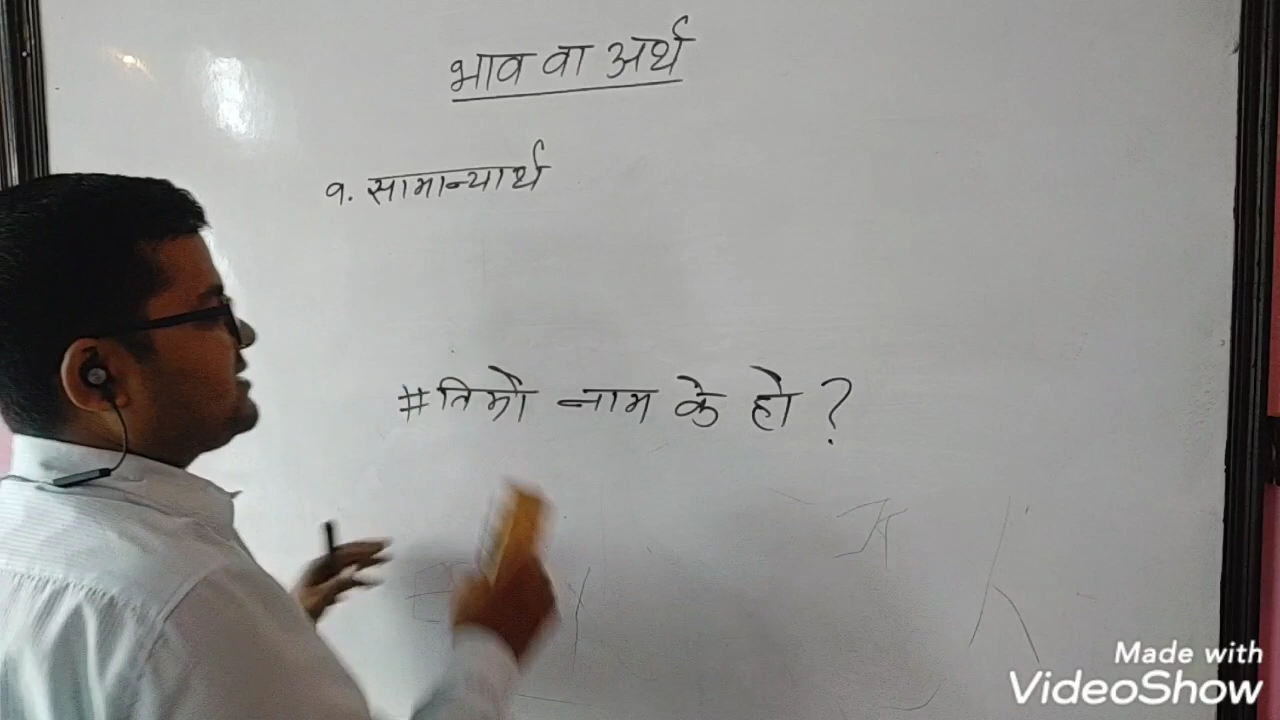 भाव वा अर्थ
१. सामान्यार्थ
#तिम्रो नाम के हो ?
Made with
VideoShow